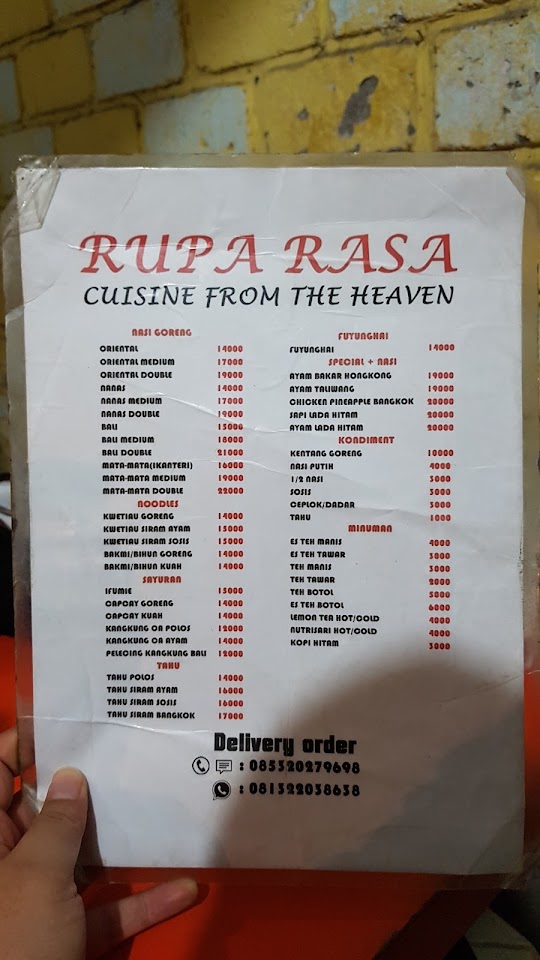 RUPA RASA
CUISINE FROM THE HEAVEN
NASI GORENG
ORIENTAL 14000
ORIENTAL MEDIUM 17000
ORIENTAL DOUBLE 19000
NANAS 14000
NANAS MEDIUM 17000
NANAS DOUBLE 19000
BALI 15000
BALI MEDIUM 18000
BALI DOUBLE 21000
MATA-MATA(IKANTERI) 16000
MATA-MATA MEDIUM 19000
MATA-MATA DOUBLE 22000
NOODLES
KWETIAU GORENG 14000
KWETIAU SIRAM AYAM 15000
KWETIAU SIRAM SOSIS 15000
BAKMI/BIHUN GORENG 14000
BAKMI/BIHUN KUAH 14000
SAYURAN
IFUMIE 15000
CAPCAY GORENG 14000
CAPCAY KUAH 14000
KANGKUNG CA POLOS 12000
KANGKUNG CA AYAM 14000
PELECING KANGKUNG BALI 12000
TAHU
TAHU POLOS 14000
TAHU SIRAM AYAM 16000
TAHU SIRAM SOSIS 16000
TAHU SIRAM BANGKOK 17000
FUYUNGHAI
FUYUNGHAI 14000
SPECIAL + NASI
AYAM BAKAR HONGKONG 19000
AYAM TALIWANG 19000
CHICKEN PINEAPPLE BANGKOK 20000
SAPI LADA HITAM 20000
AYAM LADA HITAM 20000
KONDIMENT
KENTANG GORENG 10000
NASI PUTIH 4000
1/2 NASI 3000
SOSIS 3000
CEPLOK/DADAR 3000
TAHU 1000
MINUMAN
ES TEH MANIS 4000
ES TEH TAWAR 3000
TEH MANIS 3000
TEH TAWAR 2000
TEH BOTOL 5000
ES TEH BOTOL 6000
LEMON TEA HOT/COLD 4000
NUTRISARI HOT/COLD 4000
KOPI HITAM 3000
Delivery order
: 085320279698
: 081322038638